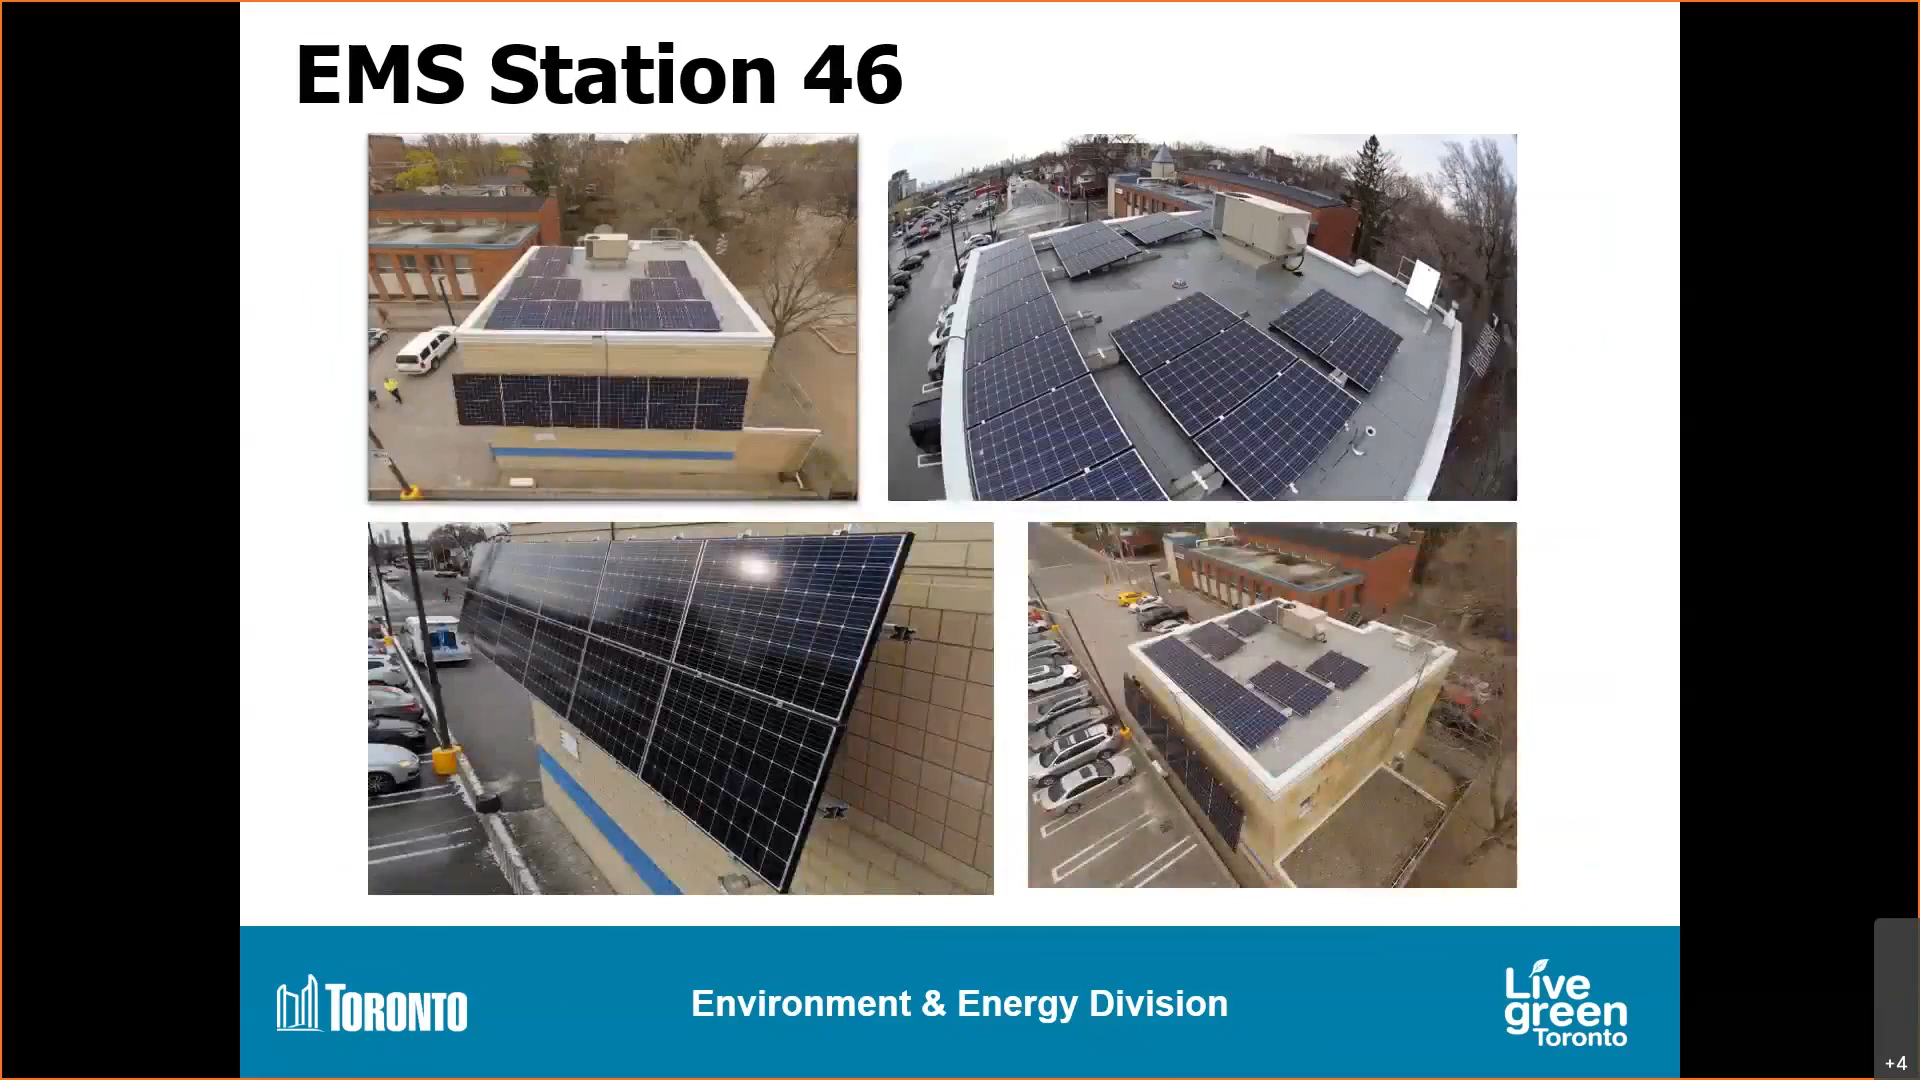 EMS Station 46
TORONTO
Environment & Energy Division
Live
green
Toronto
+4